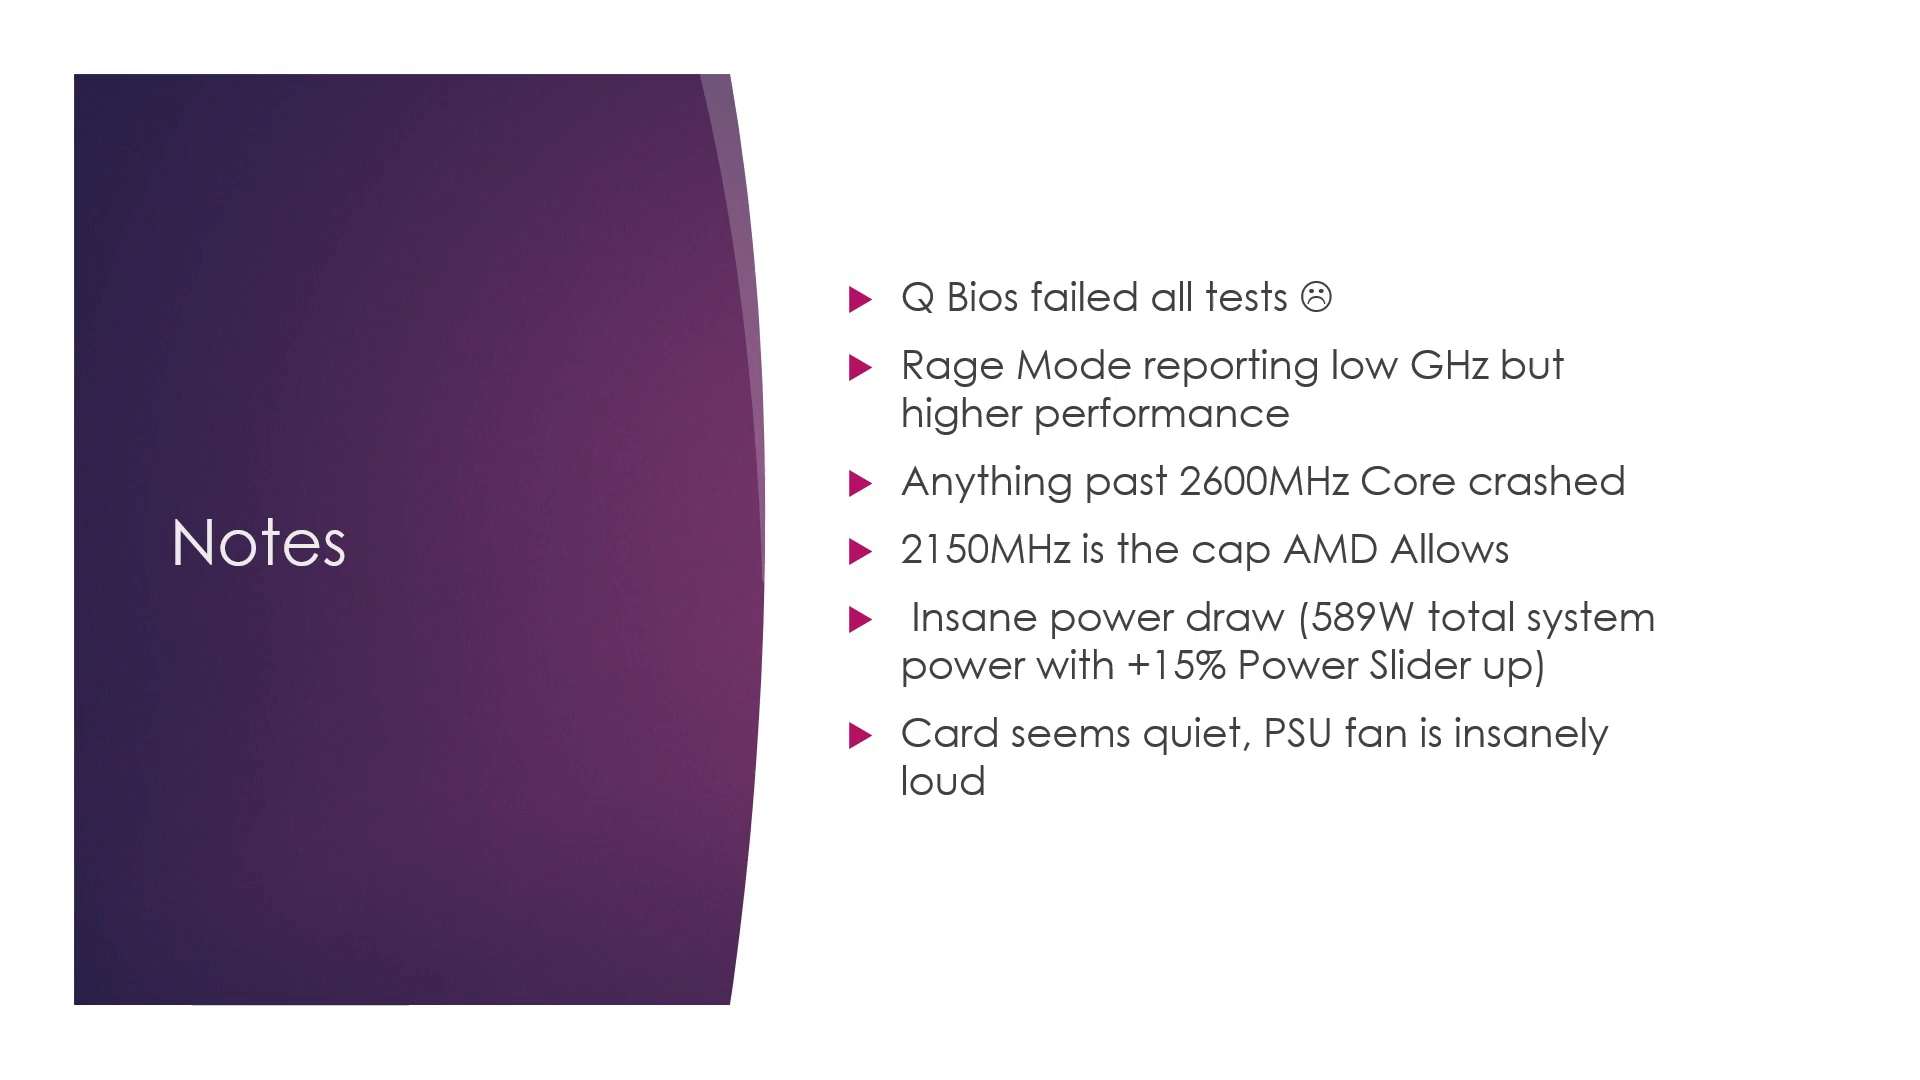 Notes
Q Bios failed all tests ☹
Rage Mode reporting low GHz but
higher performance
Anything past 2600MHz Core crashed
2150MHz is the cap AMD Allows
Insane power draw (589W total system
power with +15% Power Slider up)
Card seems quiet, PSU fan is insanely
loud